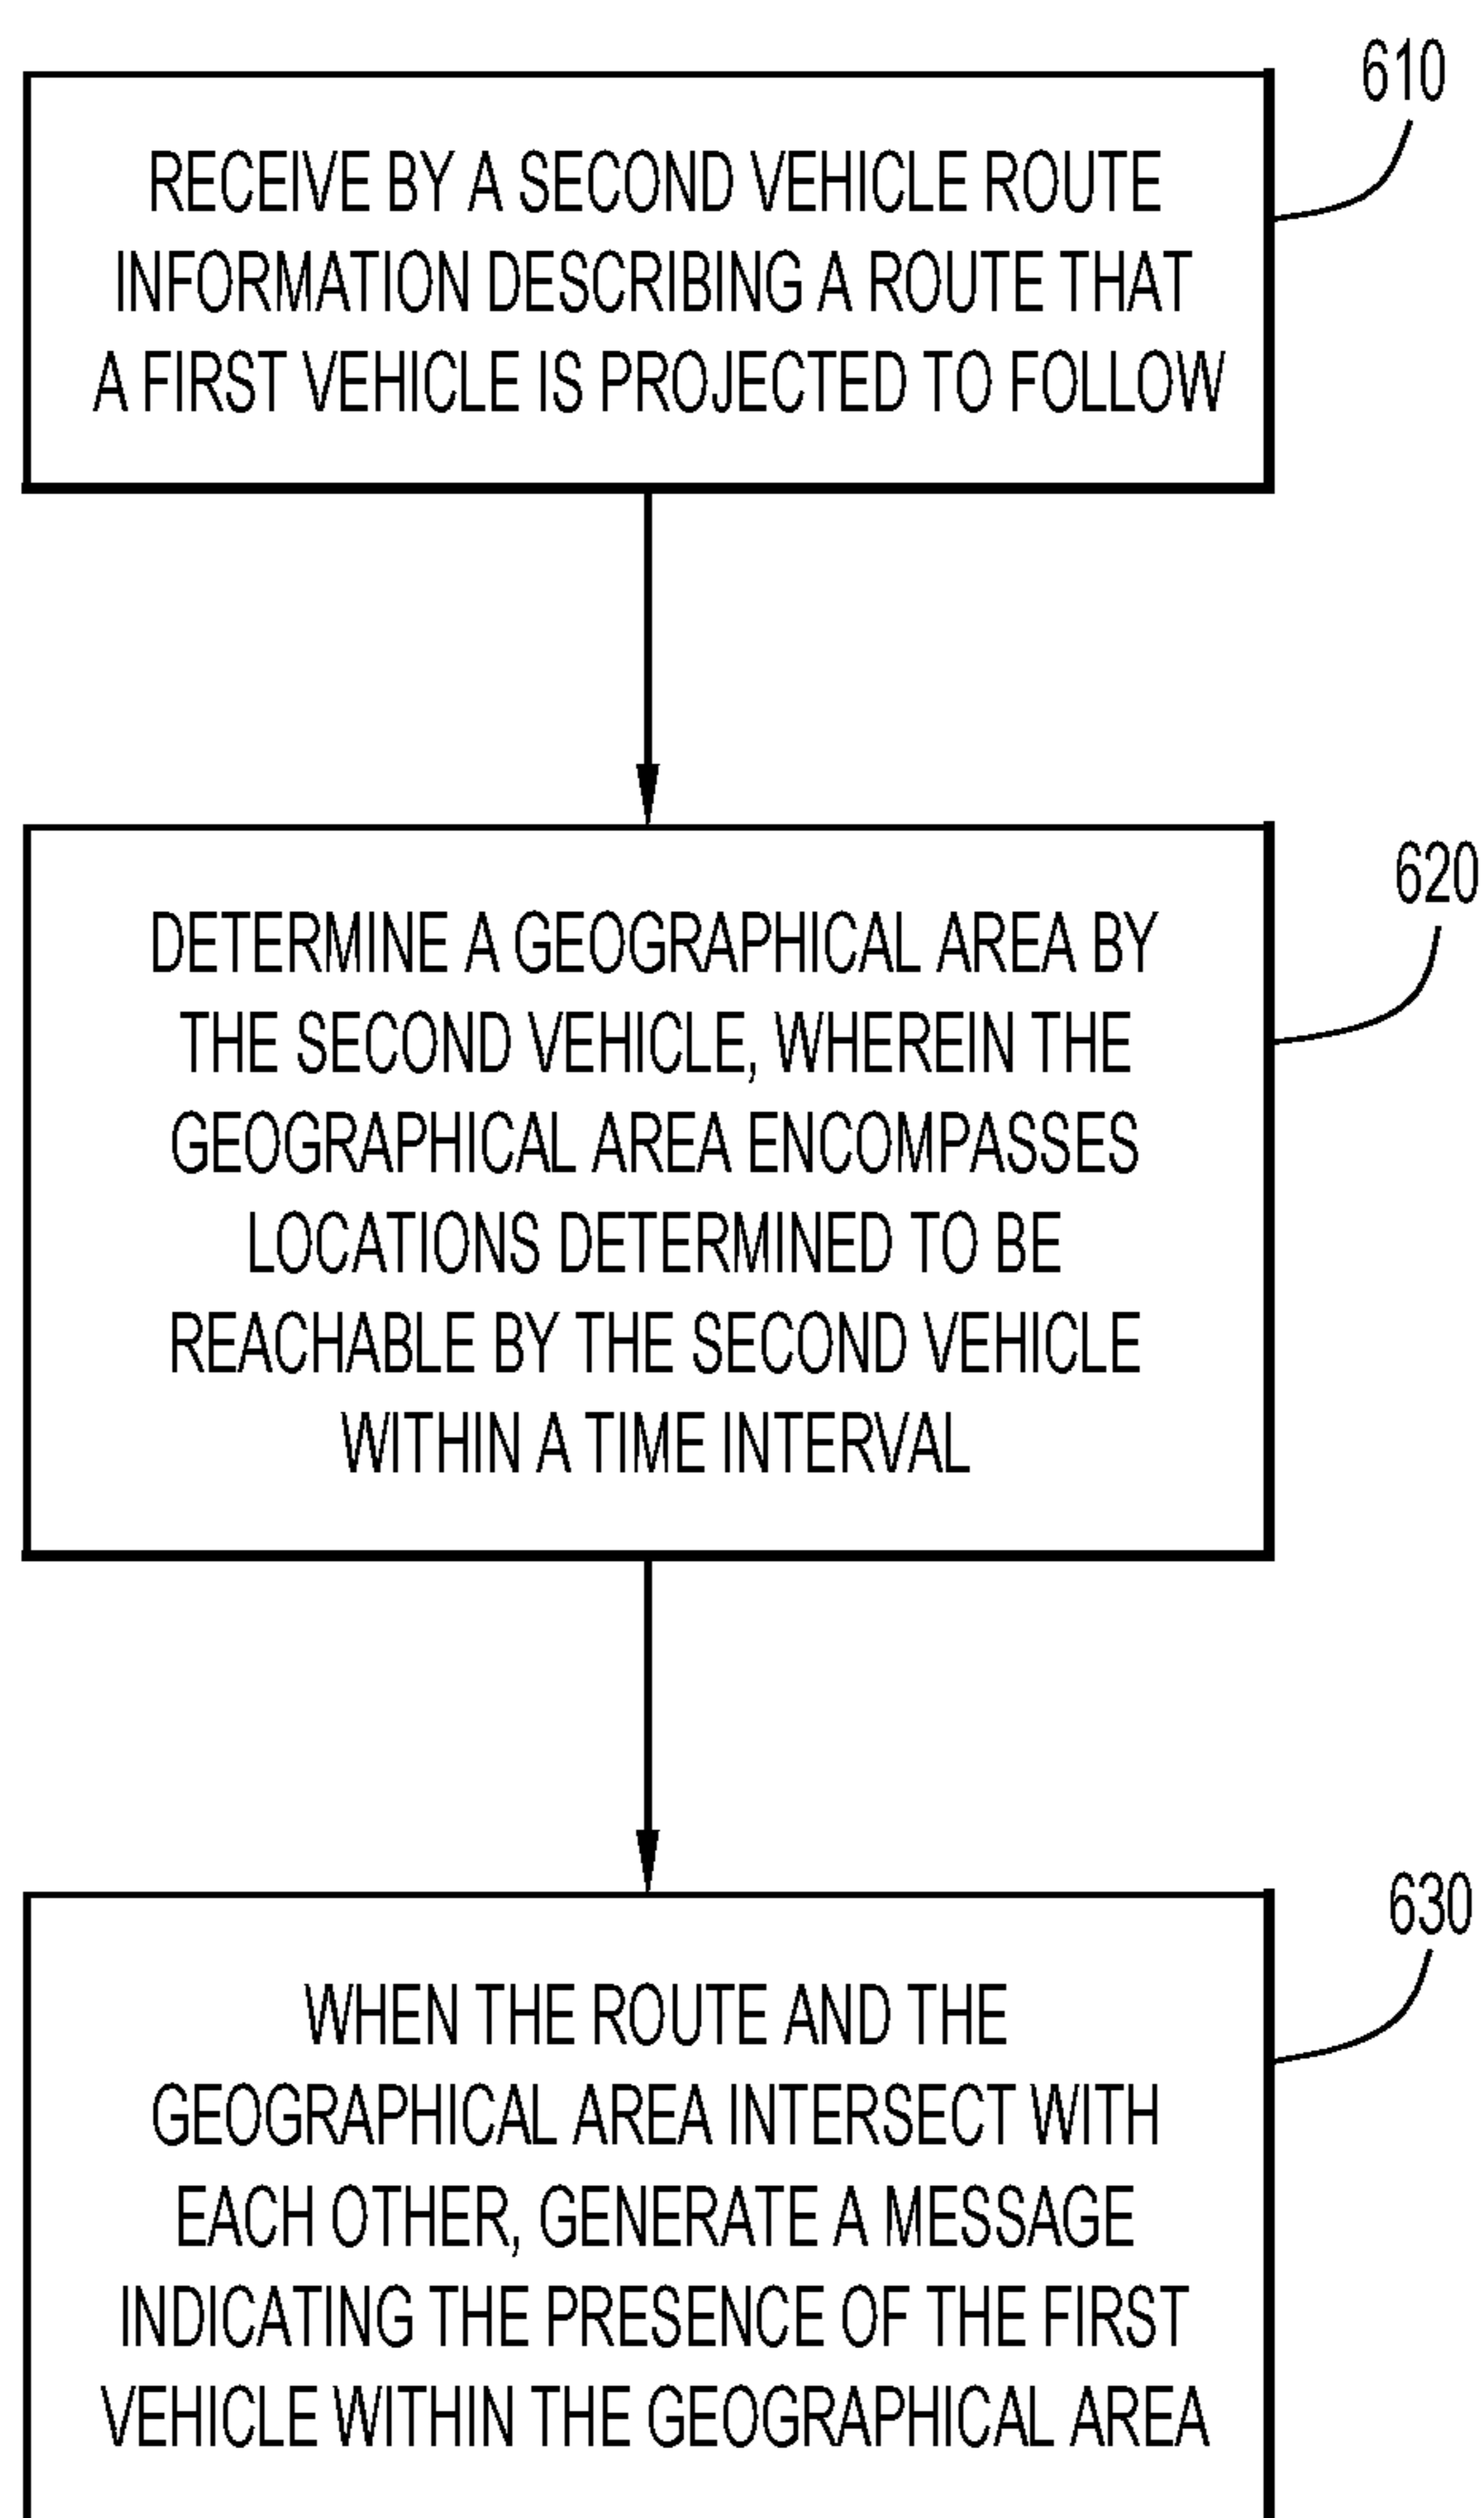 610
RECEIVE BY A SECOND VEHICLE ROUTE
INFORMATION DESCRIBING A ROUTE THAT
A FIRST VEHICLE IS PROJECTED TO FOLLOW
620
DETERMINE A GEOGRAPHICAL AREA BY
THE SECOND VEHICLE, WHEREIN THE
GEOGRAPHICAL AREA ENCOMPASSES
LOCATIONS DETERMINED TO BE
REACHABLE BY THE SECOND VEHICLE
WITHIN A TIME INTERVAL
630
WHEN THE ROUTE AND THE
GEOGRAPHICAL AREA INTERSECT WITH
EACH OTHER, GENERATE A MESSAGE
INDICATING THE PRESENCE OF THE FIRST
VEHICLE WITHIN THE GEOGRAPHICAL AREA